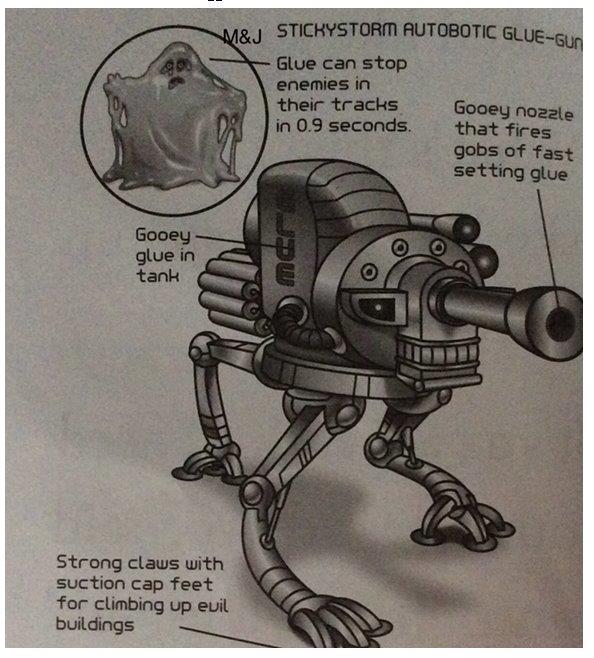 M&J STICKYSTORM AUTOBOTIC GLUE-GUN
Glue can stop
enemies in
their tracks
in 0.9 seconds.
Gooey nozzle
that fires
gobs of fast
setting glue
Gooey
glue in
tank
GLUE
Strong claws with
suction cap feet
for climbing up evil
buildings